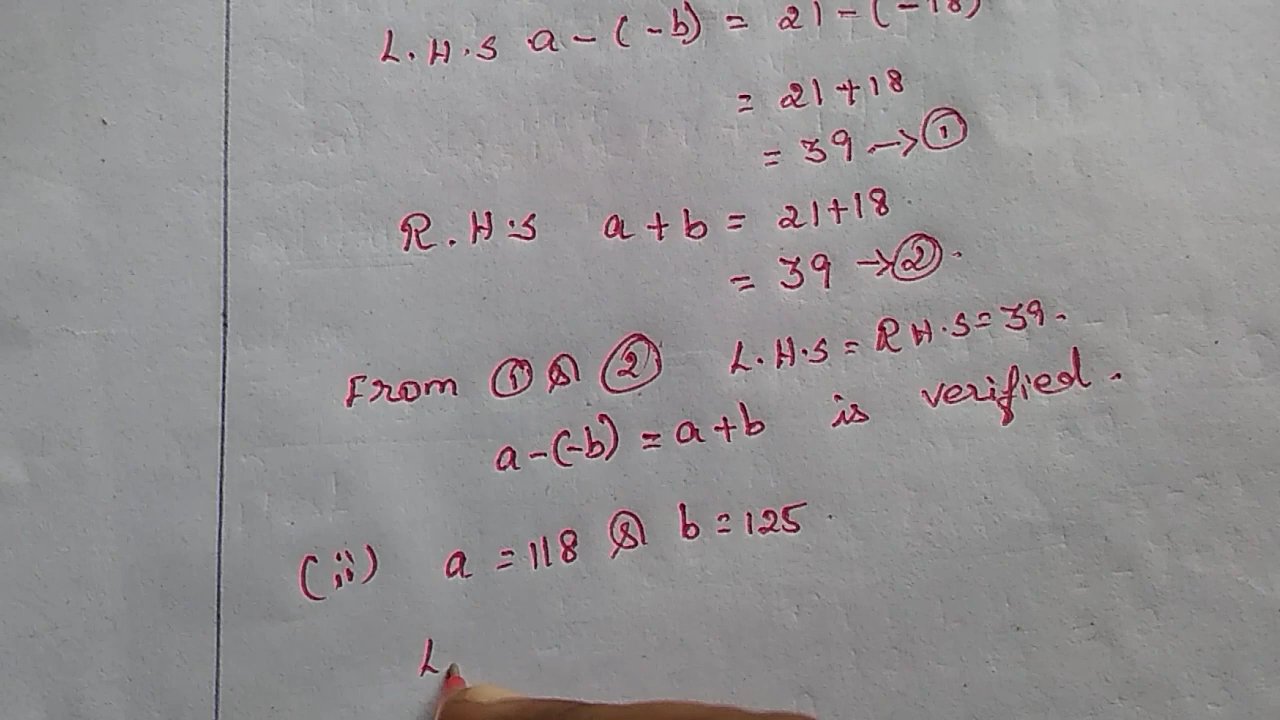 L.H.S a-(-b) = 21-(-18)
= 21+18
= 39 → ①
R.H.S a+b = 21+18
= 39 → ②.
From ① & ② L.H.S = R.H.S = 39.
a-(-b) = a+b is verified.
(ii) a = 118 & b = 125.
L.